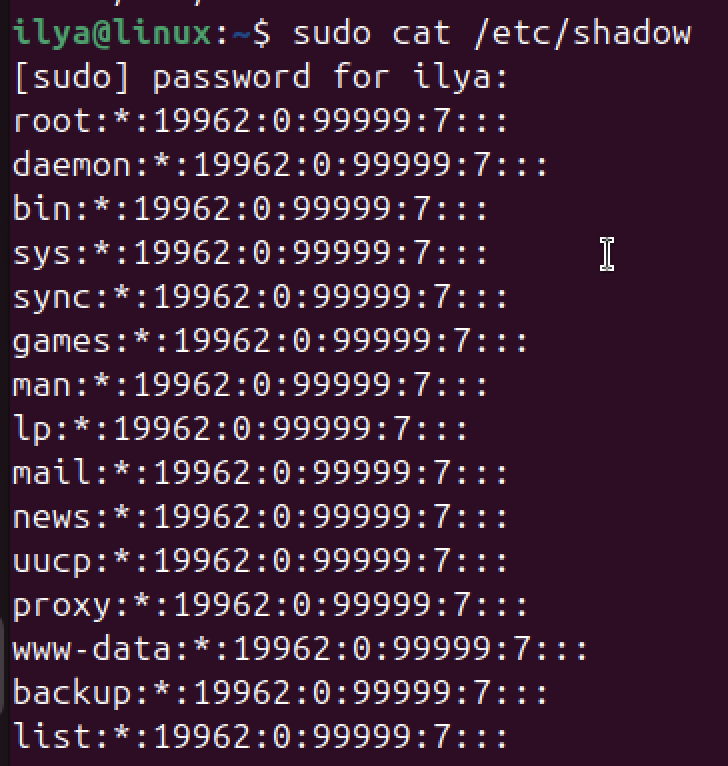 ilya@linux:~$ sudo cat /etc/shadow
[sudo] password for ilya:
root:*:19962:0:99999:7:::
daemon:*:19962:0:99999:7:::
bin:*:19962:0:99999:7:::
sys:*:19962:0:99999:7:::
sync:*:19962:0:99999:7:::
games:*:19962:0:99999:7:::
man:*:19962:0:99999:7:::
lp:*:19962:0:99999:7:::
mail:*:19962:0:99999:7:::
news:*:19962:0:99999:7:::
uucp:*:19962:0:99999:7:::
proxy:*:19962:0:99999:7:::
www-data:*:19962:0:99999:7:::
backup:*:19962:0:99999:7:::
list:*:19962:0:99999:7:::